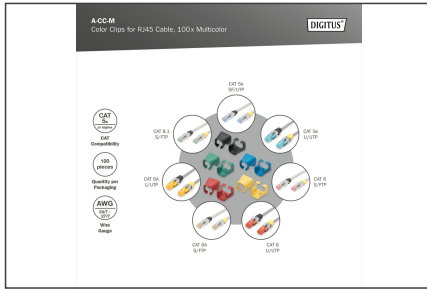 A-CC-M
Color Clips for RJ45 Cable, 100x Multicolor
DIGITUS®
CAT 5e
SF/UTP
CAT 8.1
S/FTP
CAT 5e
U/UTP
CAT
5e
or higher
CAT
Compatibility
100
pieces
Quantity per
Packaging
AWG
24/7 -
27/7
Wire
Gauge
CAT 6A
U/UTP
CAT 6
S/FTP
CAT 6A
S/FTP
CAT 6
U/UTP